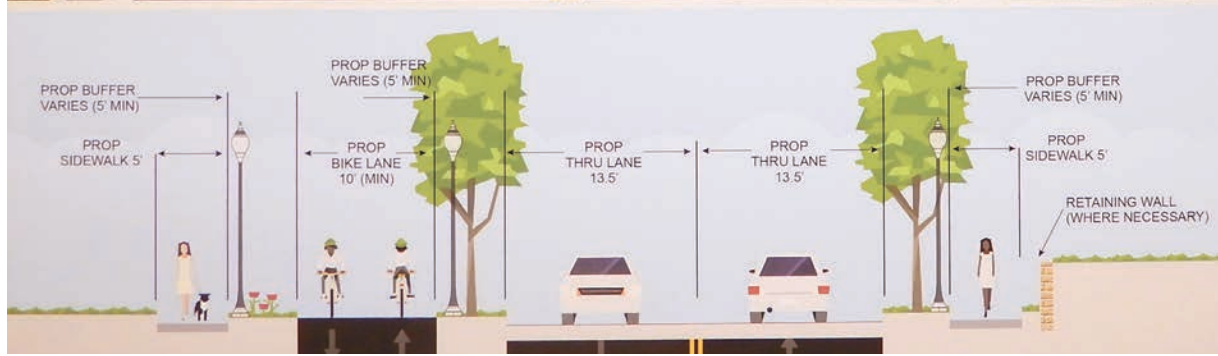 PROP BUFFER
VARIES (5' MIN)
PROP
SIDEWALK 5'
PROP BUFFER
VARIES (5' MIN)
PROP
BIKE LANE
10' (MIN)
PROP
THRU LANE
13.5'
PROP
THRU LANE
13.5'
PROP BUFFER
VARIES (5' MIN)
PROP
SIDEWALK 5'
RETAINING WALL
(WHERE NECESSARY)